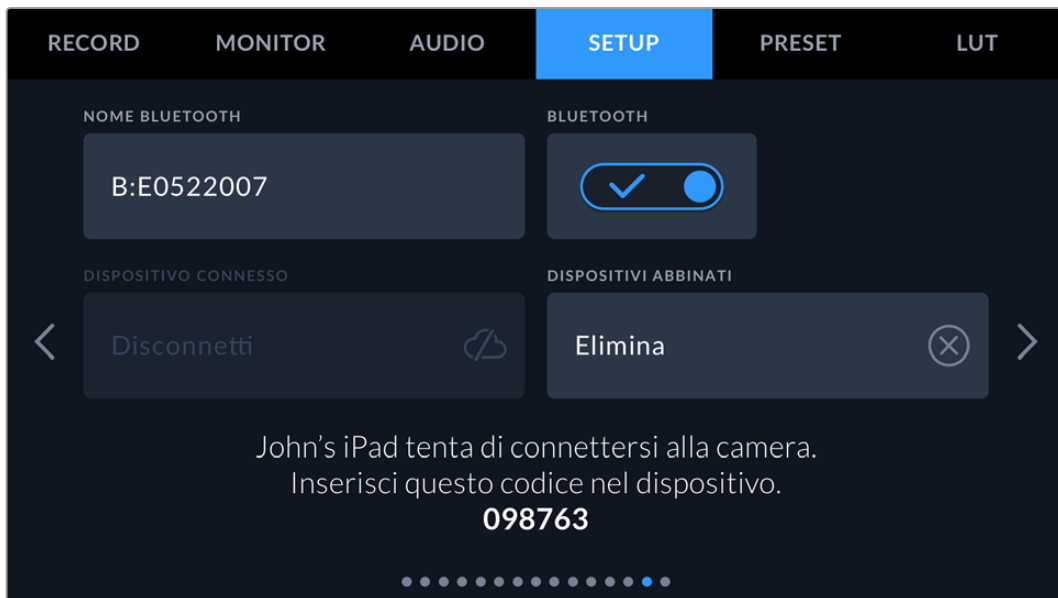 RECORD MONITOR AUDIO SETUP PRESET LUT
NOME BLUETOOTH BLUETOOTH
B:E0522007
DISPOSITIVO CONNESSO DISPOSITIVI ABBINATI
Disconnetti Elimina
John’s iPad tenta di connettersi alla camera.
Inserisci questo codice nel dispositivo.
098763